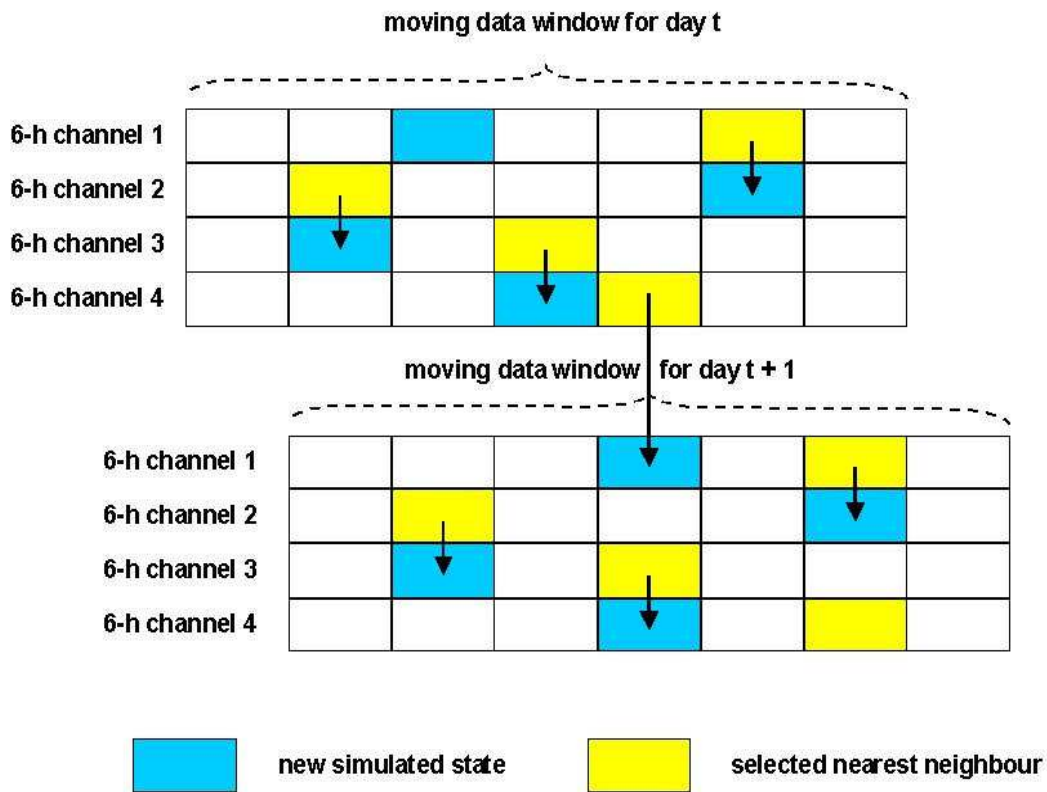 moving data window for day t
6-h channel 1
6-h channel 2
6-h channel 3
6-h channel 4
moving data window for day t + 1
6-h channel 1
6-h channel 2
6-h channel 3
6-h channel 4
new simulated state
selected nearest neighbour